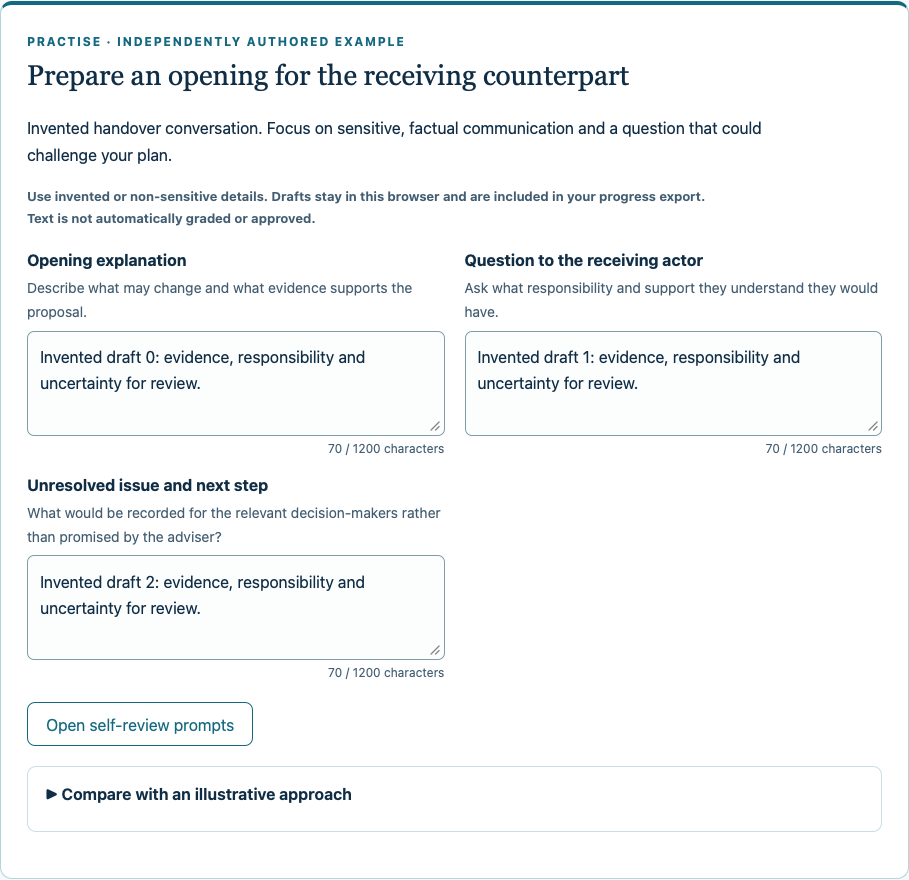 PRACTISE · INDEPENDENTLY AUTHORED EXAMPLE
Prepare an opening for the receiving counterpart
Invented handover conversation. Focus on sensitive, factual communication and a question that could
challenge your plan.
Use invented or non-sensitive details. Drafts stay in this browser and are included in your progress export.
Text is not automatically graded or approved.
Opening explanation
Describe what may change and what evidence supports the
proposal.
Invented draft 0: evidence, responsibility and
uncertainty for review.
70 / 1200 characters
Question to the receiving actor
Ask what responsibility and support they understand they would
have.
Invented draft 1: evidence, responsibility and
uncertainty for review.
70 / 1200 characters
Unresolved issue and next step
What would be recorded for the relevant decision-makers rather
than promised by the adviser?
Invented draft 2: evidence, responsibility and
uncertainty for review.
70 / 1200 characters
Open self-review prompts
Compare with an illustrative approach